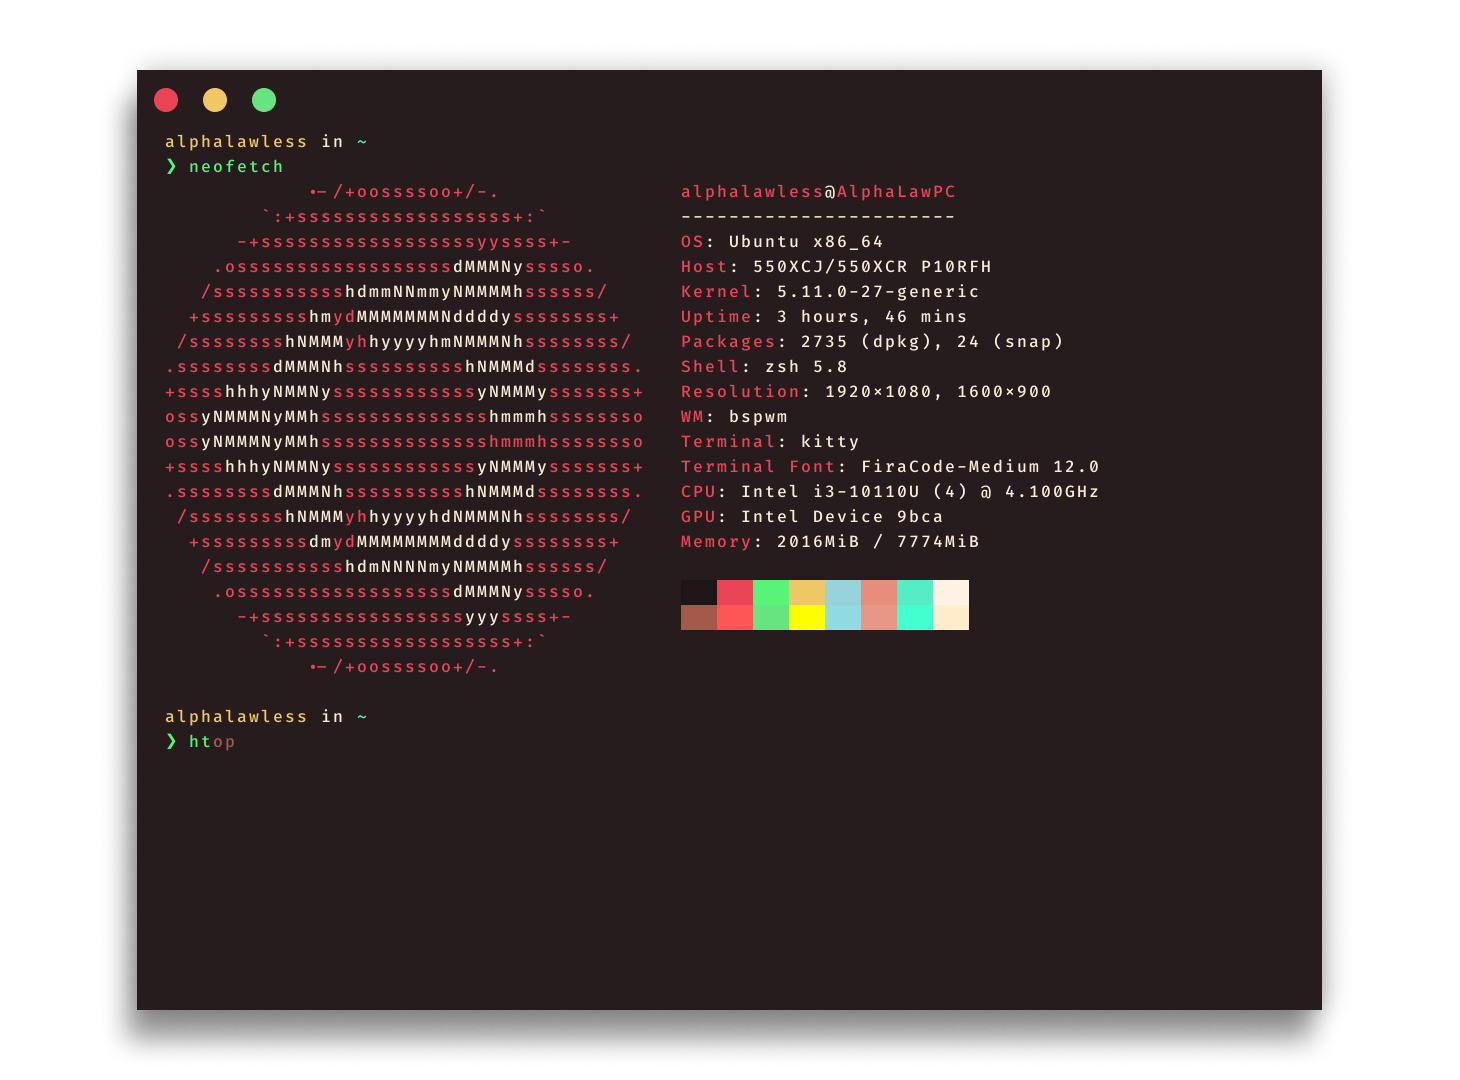 alphalawless in ~
❯ neofetch
•− /+oossssoo+/-. alphalawless@AlphaLawPC
`:+ssssssssssssssssss+:` -----------------------
-+ssssssssssssssssssyyssss+- OS: Ubuntu x86_64
.ossssssssssssssssssdMMMNysssso. Host: 550XCJ/550XCR P10RFH
/ssssssssssshdmmNNmmyNMMMMhssssss/ Kernel: 5.11.0-27-generic
+ssssssssshmydMMMMMMMNddddyssssssss+ Uptime: 3 hours, 46 mins
/sssssssshNMMMyhhyyyyhmNMMMNhssssssss/ Packages: 2735 (dpkg), 24 (snap)
.ssssssssdMMMNhsssssssssshNMMMdssssssss. Shell: zsh 5.8
+sssshhhyNMMNyssssssssssssyNMMMysssssss+ Resolution: 1920×1080, 1600×900
ossyNMMMNyMMhsssssssssssssshmmmhssssssso WM: bspwm
ossyNMMMNyMMhsssssssssssssshmmmhssssssso Terminal: kitty
+sssshhhyNMMNyssssssssssssyNMMMysssssss+ Terminal Font: FiraCode-Medium 12.0
.ssssssssdMMMNhsssssssssshNMMMdssssssss. CPU: Intel i3-10110U (4) @ 4.100GHz
/sssssssshNMMMyhhyyyyhdNMMMNhssssssss/ GPU: Intel Device 9bca
+sssssssssdmydMMMMMMMMddddyssssssss+ Memory: 2016MiB / 7774MiB
/ssssssssssshdmNNNNmyNMMMMhssssss/
.ossssssssssssssssssdMMMNysssso.
-+sssssssssssssssssyyyssss+-
`:+ssssssssssssssssss+:`
•− /+oossssoo+/-.
alphalawless in ~
❯ htop